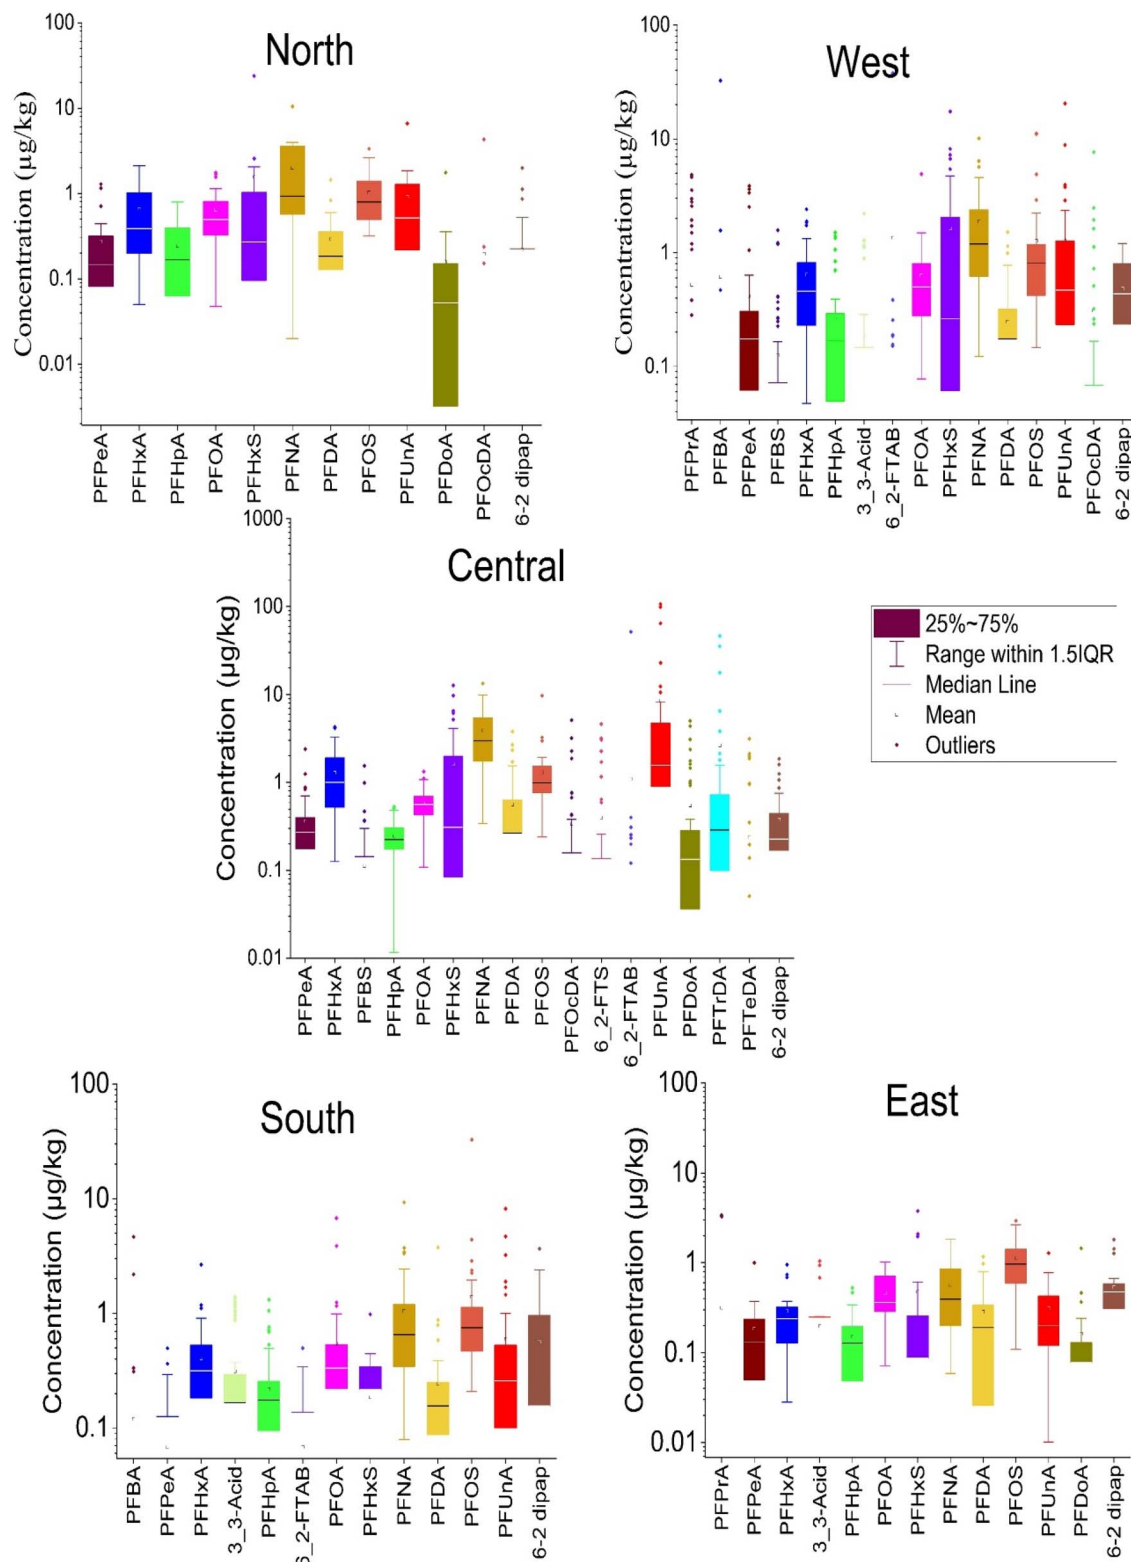 North
Concentration (µg/kg)
100
10
1
0.1
0.01
PFPeA
PFHxA
PFHpA
PFOA
PFHxS
PFNA
PFDA
PFOS
PFUnA
PFDoA
PFOcDA
6-2 dipap
West
Concentration (µg/kg)
100
10
1
0.1
PFPrA
PFBA
PFPeA
PFBS
PFHxA
PFHpA
3_3-Acid
6_2-FTAB
PFOA
PFHxS
PFNA
PFDA
PFOS
PFUnA
PFOcDA
6-2 dipap
Central
Concentration (µg/kg)
1000
100
10
1
0.1
0.01
PFPeA
PFHxA
PFBS
PFHpA
PFOA
PFHxS
PFNA
PFDA
PFOS
PFOcDA
6_2-FTS
6_2-FTAB
PFUnA
PFDoA
PFTrDA
PFTeDA
6-2 dipap
25%~75%
Range within 1.5IQR
Median Line
Mean
Outliers
South
Concentration (µg/kg)
100
10
1
0.1
PFBA
PFPeA
PFHxA
3_3-Acid
PFHpA
6_2-FTAB
PFOA
PFHxS
PFNA
PFDA
PFOS
PFUnA
6-2 dipap
East
Concentration (µg/kg)
100
10
1
0.1
0.01
PFPrA
PFPeA
PFHxA
3_3-Acid
PFHpA
PFOA
PFHxS
PFNA
PFDA
PFOS
PFUnA
PFDoA
6-2 dipap